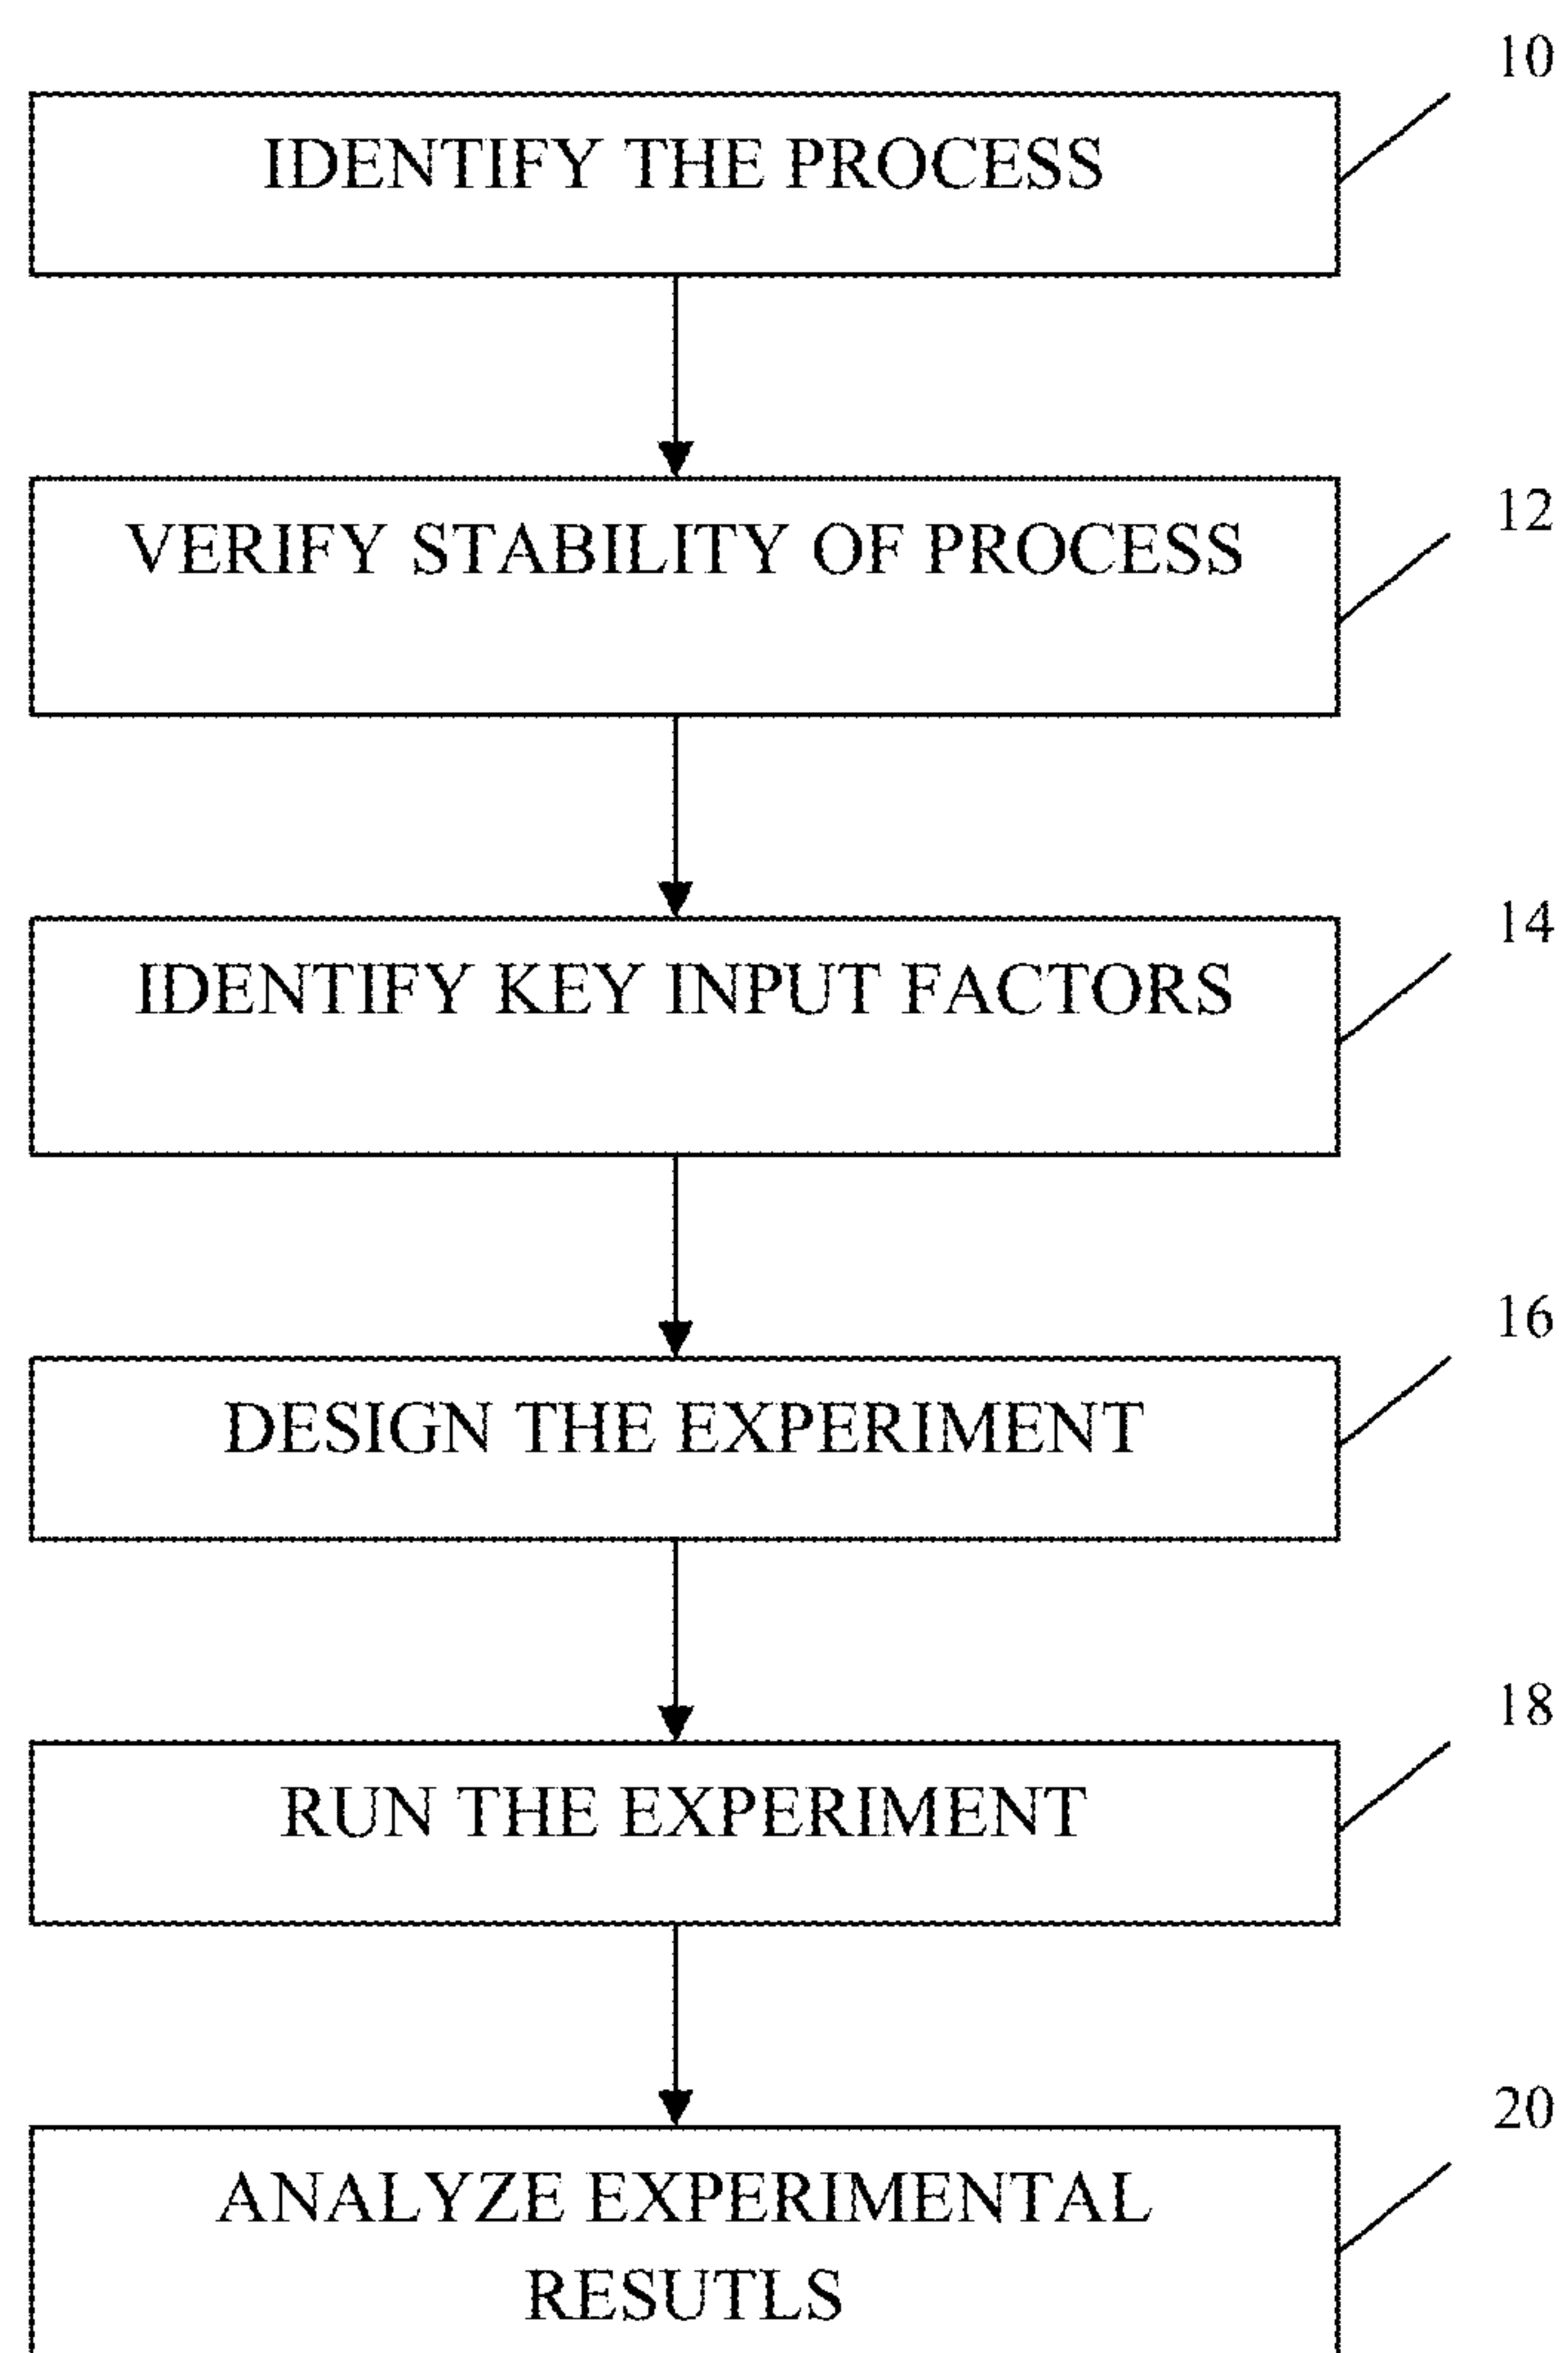 10
IDENTIFY THE PROCESS
12
VERIFY STABILITY OF PROCESS
14
IDENTIFY KEY INPUT FACTORS
16
DESIGN THE EXPERIMENT
18
RUN THE EXPERIMENT
20
ANALYZE EXPERIMENTAL
RESUTLS